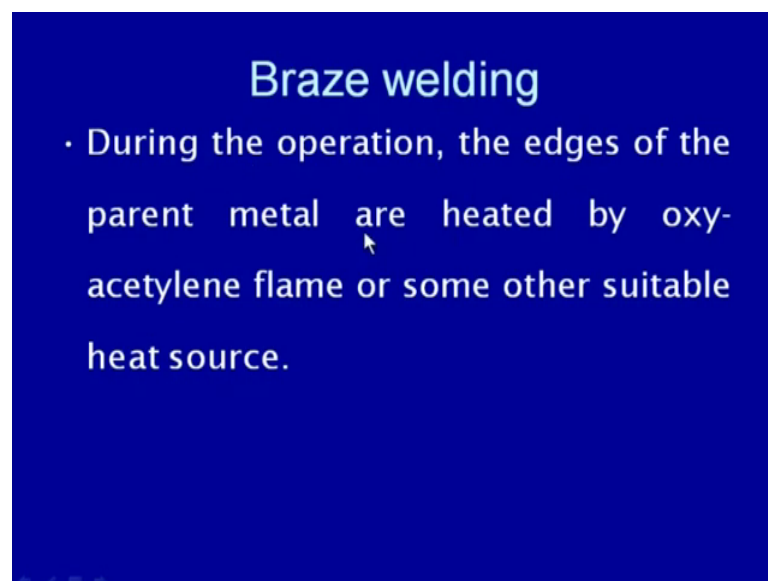 Braze welding
• During the operation, the edges of the
parent metal are heated by oxy-
acetylene flame or some other suitable
heat source.